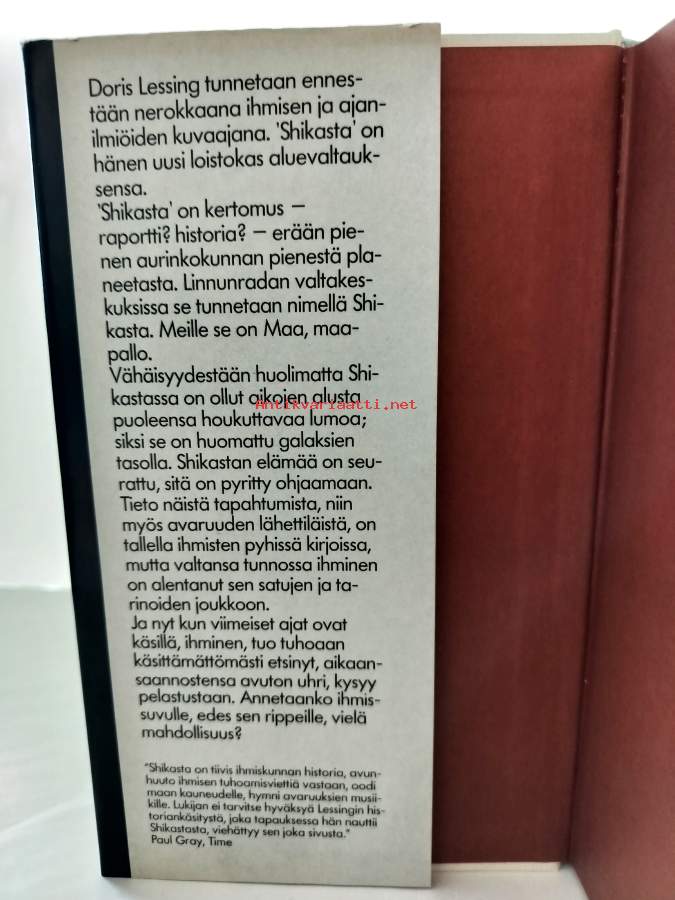 Doris Lessing tunnetaan ennes-
tään nerokkaana ihmisen ja ajan-
ilmiöiden kuvaajana. 'Shikasta' on
hänen uusi loistokas aluevaltauk-
sensa.
'Shikasta' on kertomus —
raportti? historia? — erään pie-
nen aurinkokunnan pienestä pla-
neetasta. Linnunradan valtakes-
kuksissa se tunnetaan nimellä Shi-
kasta. Meille se on Maa, maa-
pallo.
Vähäisyydestään huolimatta Shi-
kastassa on ollut aikojen alusta
Antikvariaatti.net
puoleensa houkuttavaa lumoa;
siksi se on huomattu galaksien
tasolla. Shikastan elämää on seu-
rattu, sitä on pyritty ohjaamaan.
Tieto näistä tapahtumista, niin
myös avaruuden lähettiläistä, on
tallella ihmisten pyhissä kirjoissa,
mutta valtansa tunnossa ihminen
on alentanut sen satujen ja ta-
rinoiden joukkoon.
Ja nyt kun viimeiset ajat ovat
käsillä, ihminen, tuo tuhoaan
käsittämättömästi etsinyt, aikaan-
saannostensa avuton uhri, kysyy
pelastustaan. Annetaanko ihmis-
suvulle, edes sen rippeille, vielä
mahdollisuus?
"Shikasta on tiivis ihmiskunnan historia, avun-
huuto ihmisen tuhoamisviettiä vastaan, oodi
maan kauneudelle, hymni avaruuksien musii-
kille. Lukijan ei tarvitse hyväksyä Lessingin his-
toriankäsitystä, joka tapauksessa hän nauttii
Shikastasta, viehättyy sen joka sivusta."
Paul Gray, Time